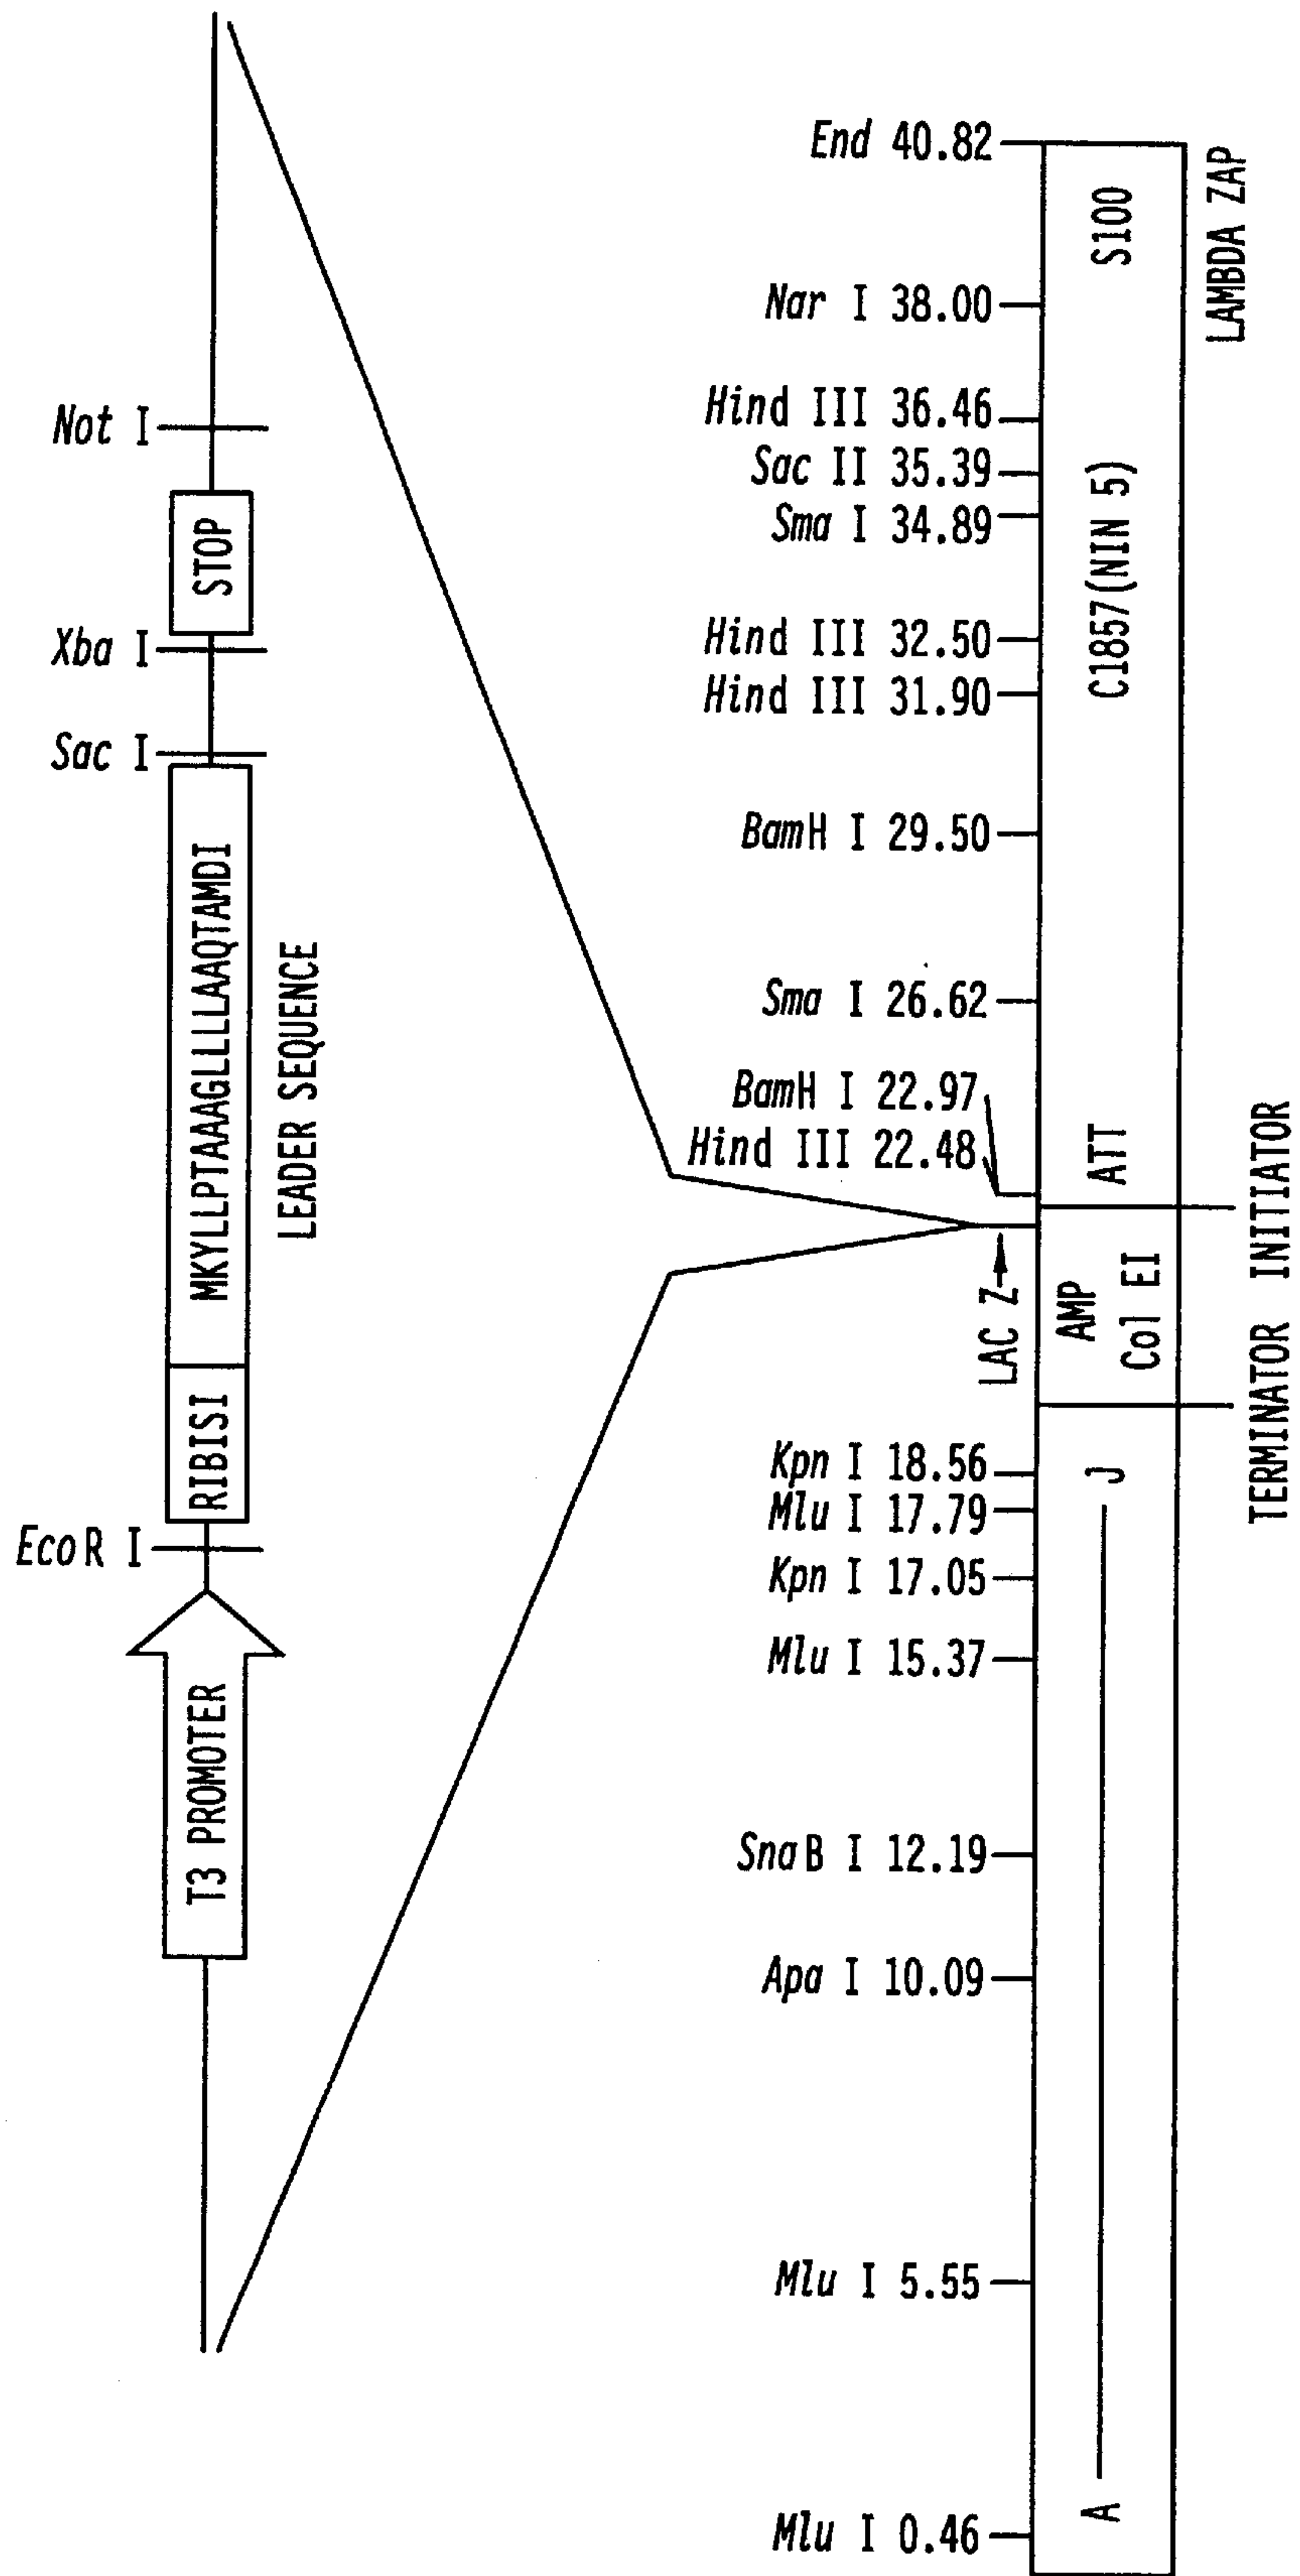 T3 PROMOTER
EcoR I
RIBISI
MKYLLPTAAAGLLLLAAQTAMDI
LEADER SEQUENCE
Sac I
Xba I
STOP
Not I
Mlu I 0.46
Mlu I 5.55
Apa I 10.09
SnaB I 12.19
Mlu I 15.37
Kpn I 17.05
Mlu I 17.79
Kpn I 18.56
LAC Z
Hind III 22.48
BamH I 22.97
Sma I 26.62
BamH I 29.50
Hind III 31.90
Hind III 32.50
Sma I 34.89
Sac II 35.39
Hind III 36.46
Nar I 38.00
End 40.82
A
J
AMP
Col EI
ATT
C1857(NIN 5)
S100
TERMINATOR
INITIATOR
LAMBDA ZAP